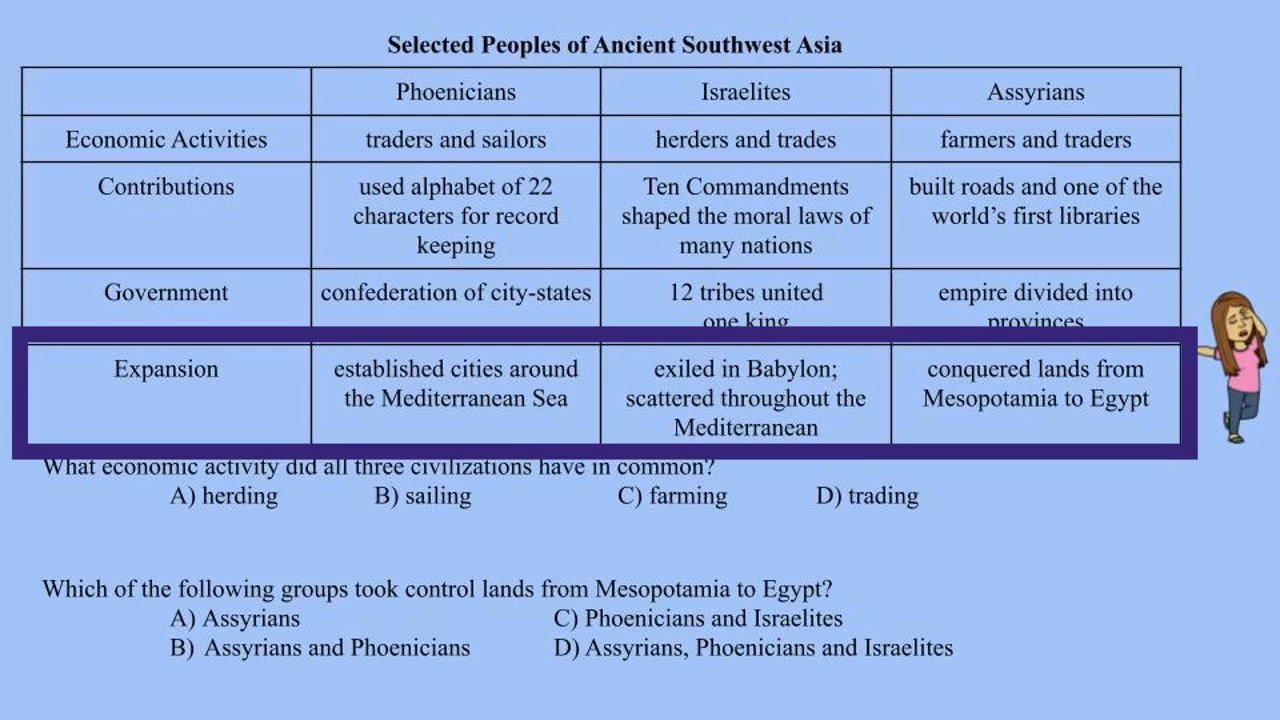 Selected Peoples of Ancient Southwest Asia
Phoenicians Israelites Assyrians
Economic Activities traders and sailors herders and trades farmers and traders
Contributions used alphabet of 22 Ten Commandments built roads and one of the
characters for record shaped the moral laws of world's first libraries
keeping many nations
Government confederation of city-states 12 tribes united empire divided into
one king provinces
Expansion established cities around exiled in Babylon; conquered lands from
the Mediterranean Sea scattered throughout the Mesopotamia to Egypt
Mediterranean
What economic activity did all three civilizations have in common?
A) herding B) sailing C) farming D) trading
Which of the following groups took control lands from Mesopotamia to Egypt?
A) Assyrians C) Phoenicians and Israelites
B) Assyrians and Phoenicians D) Assyrians, Phoenicians and Israelites